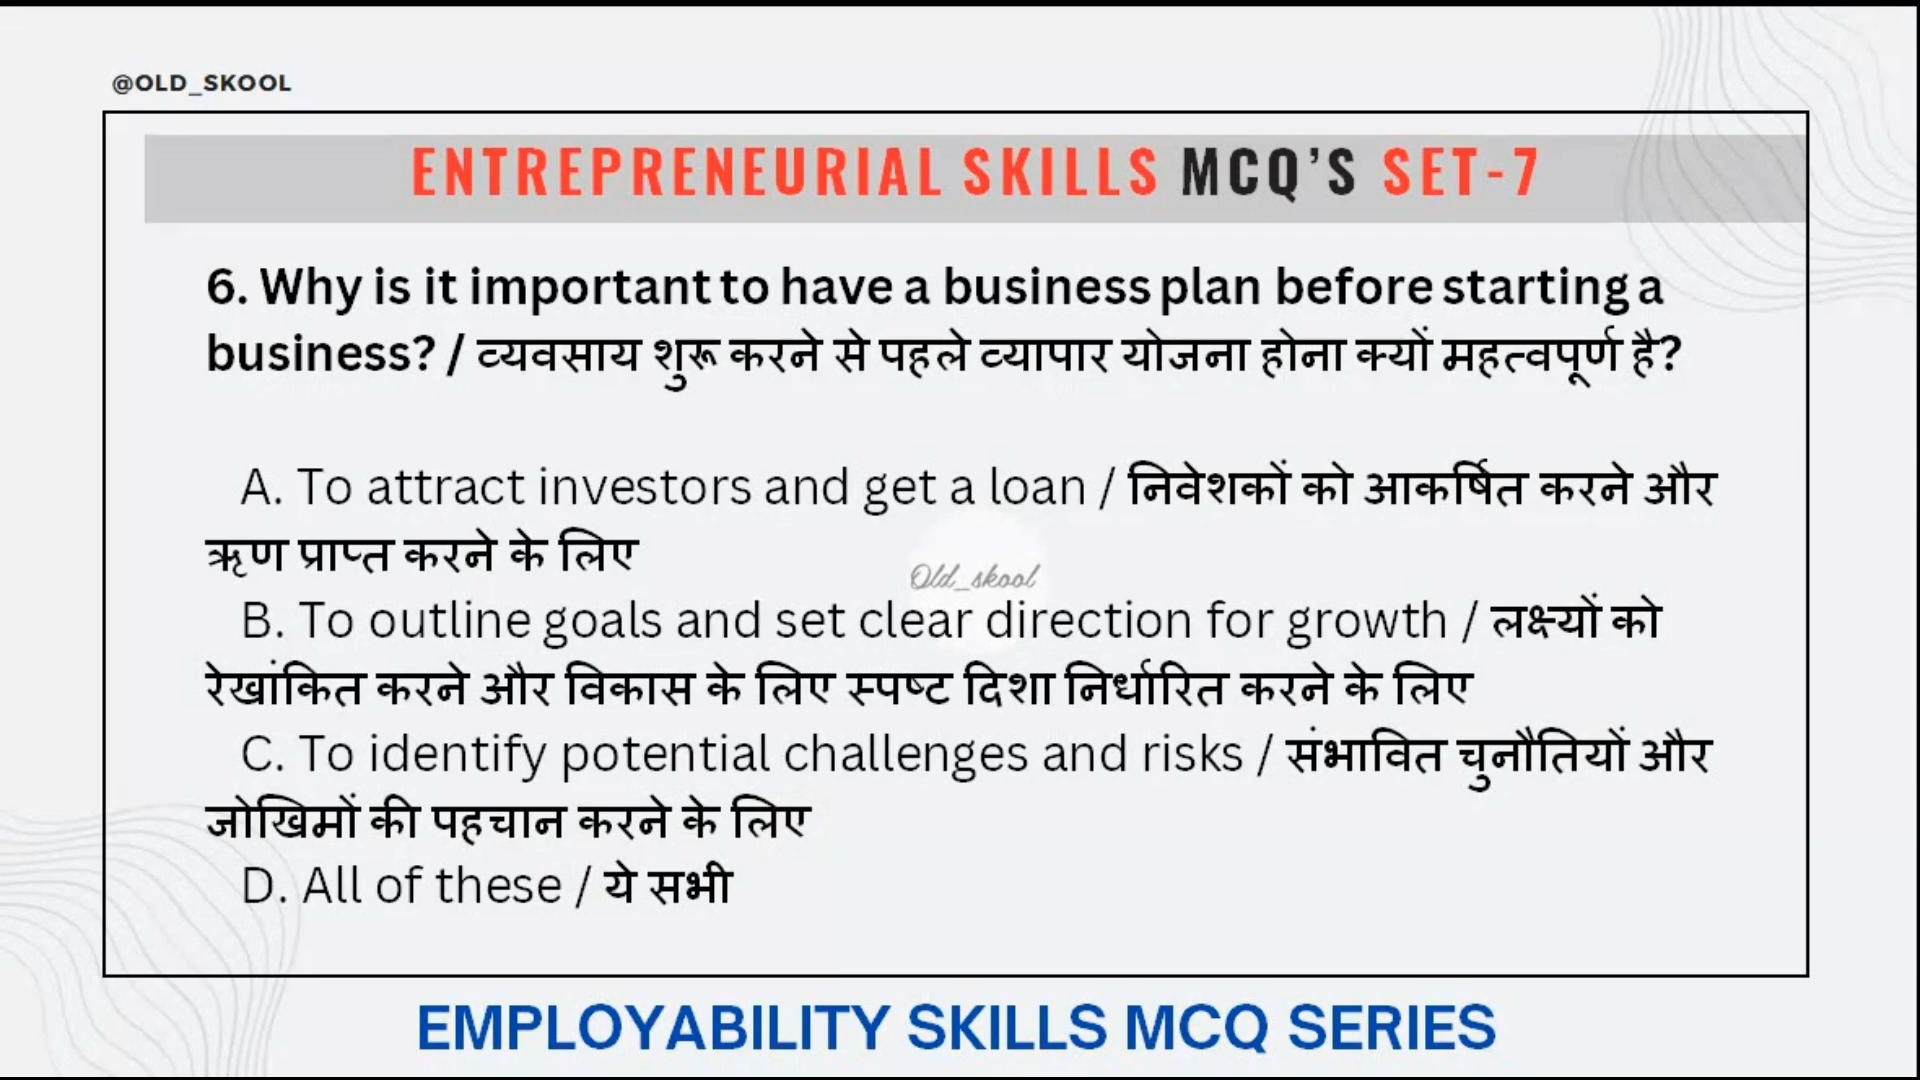 @OLD_SKOOL
ENTREPRENEURIAL SKILLS MCQ'S SET-7
6. Why is it important to have a business plan before starting a
business? / व्यवसाय शुरू करने से पहले व्यापार योजना होना क्यों महत्वपूर्ण है?
A. To attract investors and get a loan / निवेशकों को आकर्षित करने और
ऋण प्राप्त करने के लिए
Old_skool
B. To outline goals and set clear direction for growth / लक्ष्यों को
रेखांकित करने और विकास के लिए स्पष्ट दिशा निर्धारित करने के लिए
C. To identify potential challenges and risks / संभावित चुनौतियों और
जोखिमों की पहचान करने के लिए
D. All of these / ये सभी
EMPLOYABILITY SKILLS MCQ SERIES